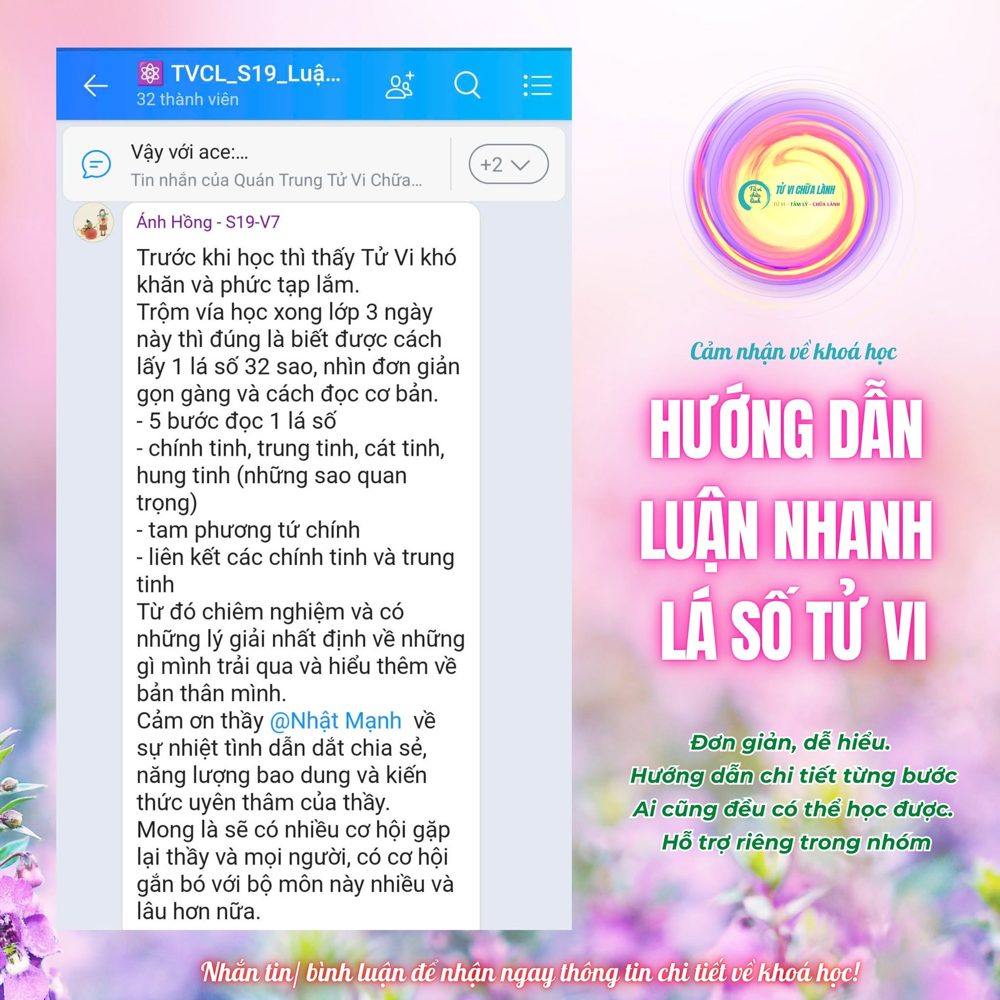 TVCL_S19_Luậ...
32 thành viên
Vậy với ace:...
Tin nhắn của Quán Trung Tử Vi Chữa...
+2
Ánh Hồng - S19-V7
Trước khi học thì thấy Tử Vi khó
khăn và phức tạp lắm.
Trộm vía học xong lớp 3 ngày
này thì đúng là biết được cách
lấy 1 lá số 32 sao, nhìn đơn giản
gọn gàng và cách đọc cơ bản.
- 5 bước đọc 1 lá số
- chính tinh, trung tinh, cát tinh,
hung tinh (những sao quan
trọng)
- tam phương tứ chính
- liên kết các chính tinh và trung
tinh
Từ đó chiêm nghiệm và có
những lý giải nhất định về những
gì mình trải qua và hiểu thêm về
bản thân mình.
Cảm ơn thầy @Nhật Mạnh về
sự nhiệt tình dẫn dắt chia sẻ,
năng lượng bao dung và kiến
thức uyên thâm của thầy.
Mong là sẽ có nhiều cơ hội gặp
lại thầy và mọi người, có cơ hội
gắn bó với bộ môn này nhiều và
lâu hơn nữa.
Tử vi
chữa
lành
TỬ VI CHỮA LÀNH
TỬ VI - TÂM LÝ - CHỮA LÀNH
Cảm nhận về khoá học
HƯỚNG DẪN
LUẬN NHANH
LÁ SỐ TỬ VI
Đơn giản, dễ hiểu.
Hướng dẫn chi tiết từng bước
Ai cũng đều có thể học được.
Hỗ trợ riêng trong nhóm
Nhắn tin/ bình luận để nhận ngay thông tin chi tiết về khoá học!